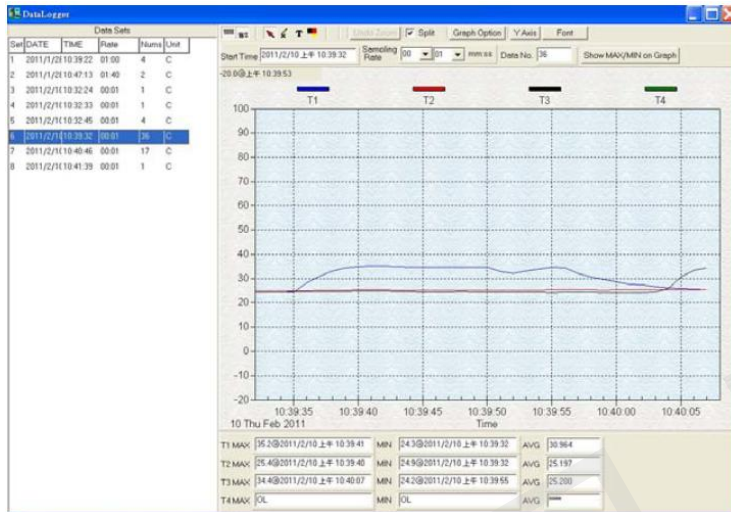 DataLogger
Data Sets
Set DATE TIME Rate Nums Unit
1 2011/1/2 10:39:22 01:00 4 C
2 2011/1/2 10:47:13 01:40 2 C
3 2011/2/1 10:32:24 00:01 1 C
4 2011/2/1 10:32:33 00:01 1 C
5 2011/2/1 10:32:45 00:01 4 C
6 2011/2/1 10:39:32 00:01 36 C
7 2011/2/1 10:40:46 00:01 17 C
8 2011/2/1 10:41:39 00:01 1 C
Undo Zoom Split Graph Option Y Axis Font
Start Time 2011/2/10 上午 10:39:32 Sampling Rate 00 01 mm:ss Data No. 36 Show MAX/MIN on Graph
-20.0@上午 10:39:53
T1 T2 T3 T4
100
90
80
70
60
50
40
30
20
10
0
-10
-20
10:39:35 10:39:40 10:39:45 10:39:50 10:39:55 10:40:00 10:40:05
10 Thu Feb 2011 Time
T1 MAX 35.2@2011/2/10 上午 10:39:41 MIN 24.3@2011/2/10 上午 10:39:32 AVG 30.964
T2 MAX 25.4@2011/2/10 上午 10:39:40 MIN 24.9@2011/2/10 上午 10:39:32 AVG 25.197
T3 MAX 34.4@2011/2/10 上午 10:40:07 MIN 24.2@2011/2/10 上午 10:39:55 AVG 25.200
T4 MAX OL MIN OL AVG ----